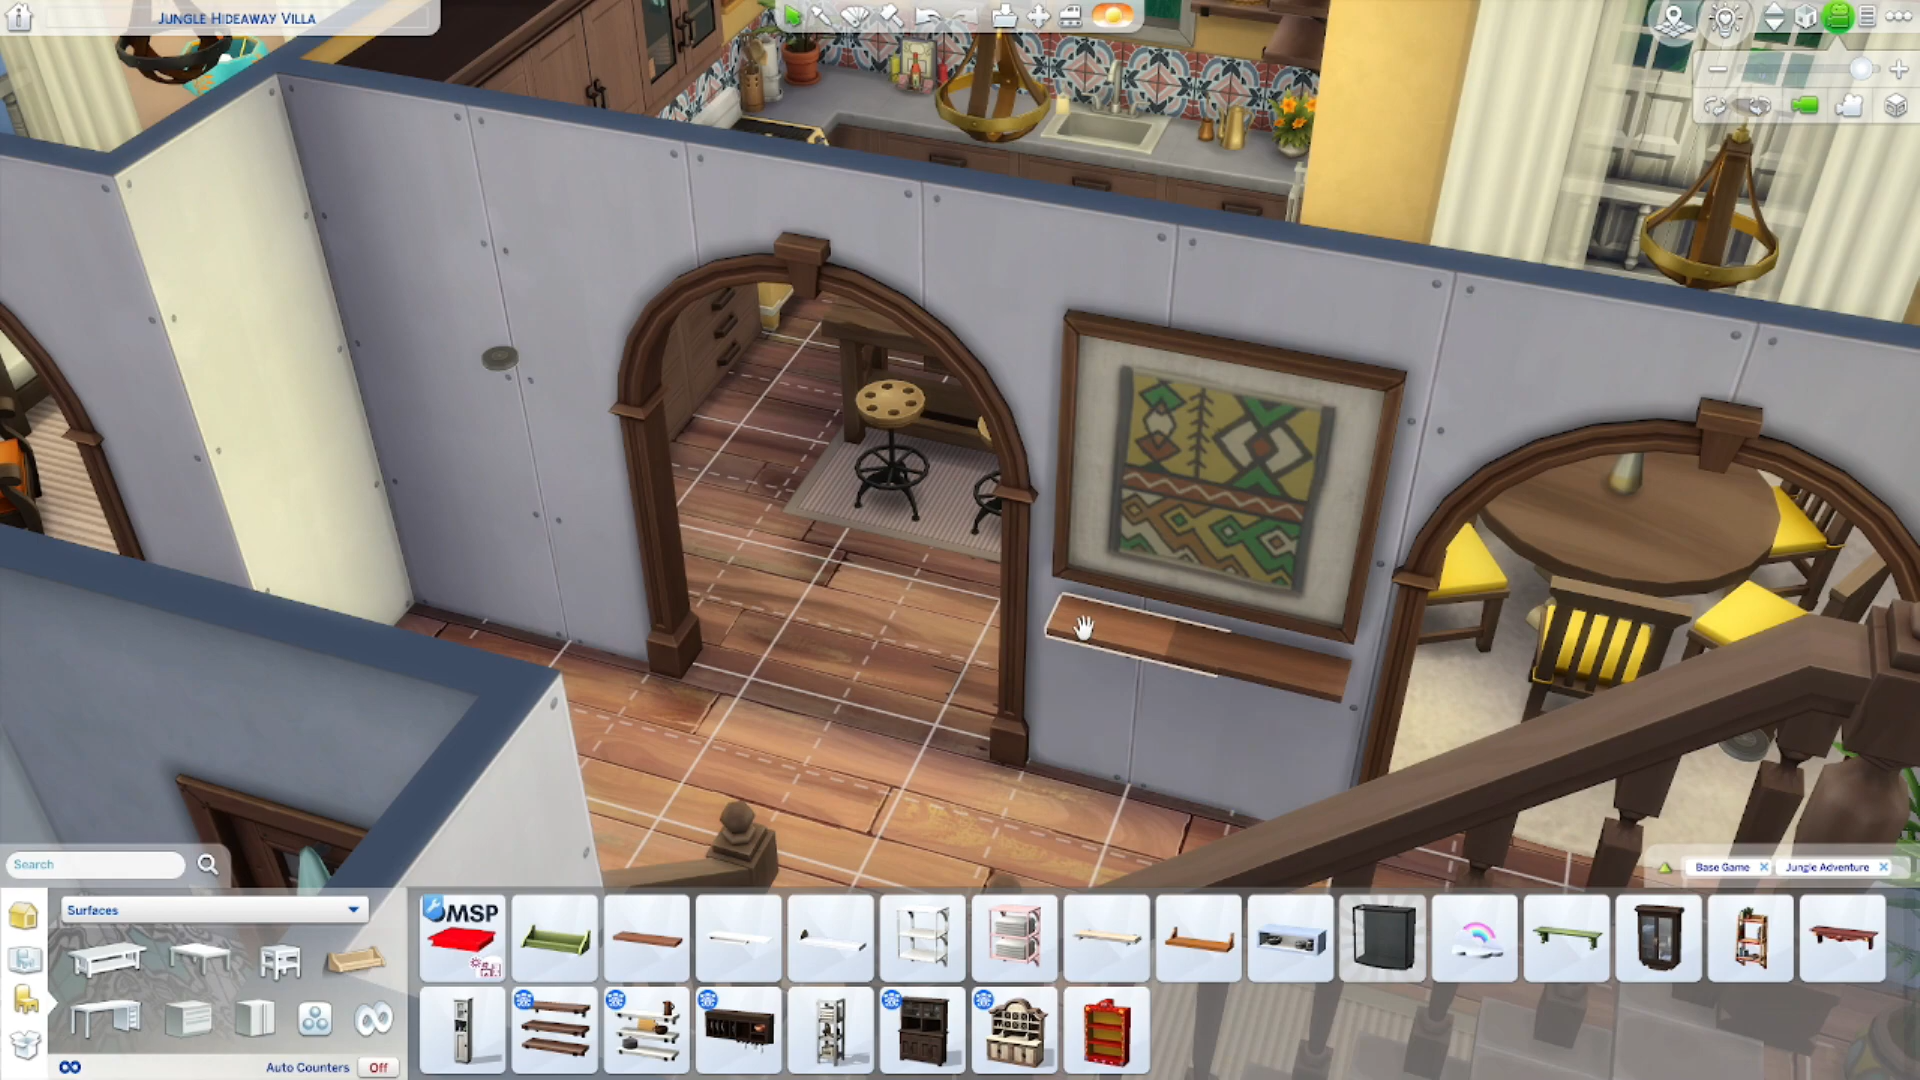 JUNGLE HIDEAWAY VILLA
Search
Base Game
Jungle Adventure
Surfaces
MSP
Auto Counters
Off